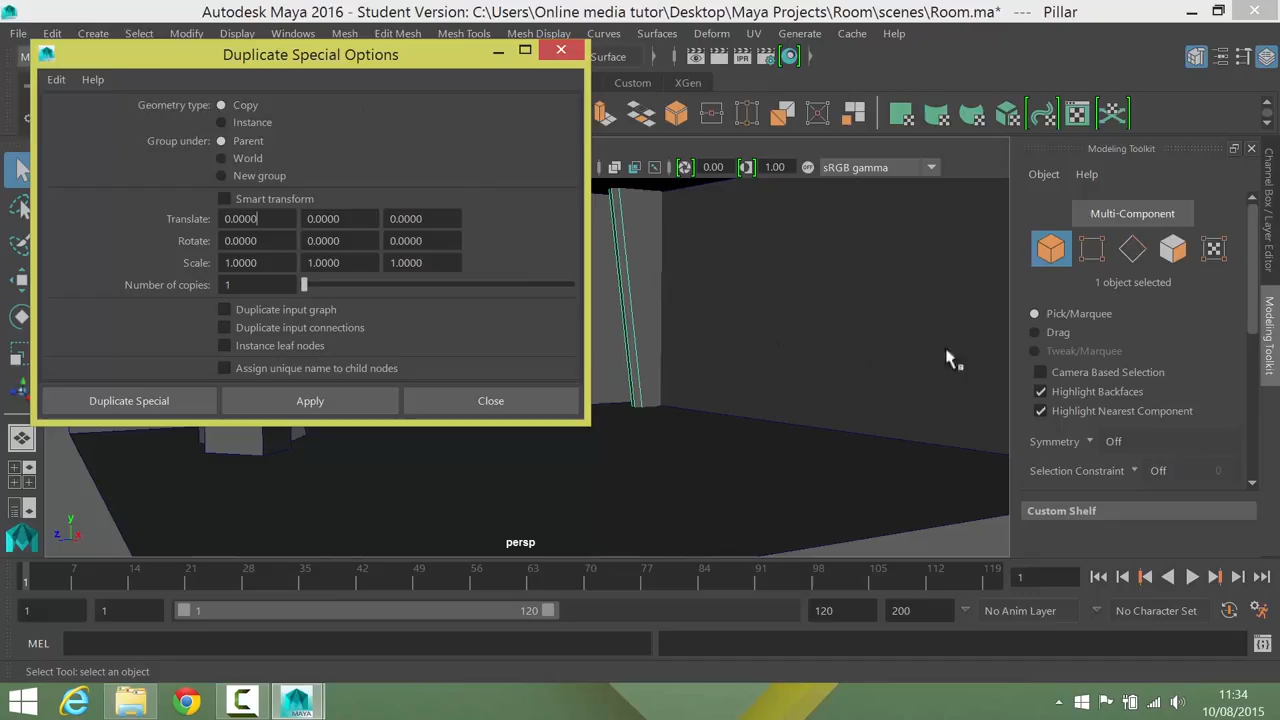 Autodesk Maya 2016 - Student Version: C:\Users\Online media tutor\Desktop\Maya Projects\Room\scenes\Room.ma* --- Pillar
File Edit Create Select Modify Display Windows Mesh Edit Mesh Mesh Tools Mesh Display Curves Surfaces Deform UV Generate Cache Help
Duplicate Special Options
Surface
IPR
Edit Help
Custom XGen
Geometry type: Copy
Instance
Group under: Parent
World
New group
Smart transform
Translate: 0.0000 0.0000 0.0000
Rotate: 0.0000 0.0000 0.0000
Scale: 1.0000 1.0000 1.0000
Number of copies: 1
Duplicate input graph
Duplicate input connections
Instance leaf nodes
Assign unique name to child nodes
Duplicate Special Apply Close
0.00 1.00 sRGB gamma
Modeling Toolkit
Object Help
Multi-Component
1 object selected
Pick/Marquee
Drag
Tweak/Marquee
Camera Based Selection
Highlight Backfaces
Highlight Nearest Component
Symmetry Off
Selection Constraint Off 0
Custom Shelf
Channel Box / Layer Editor
Modeling Toolkit
y
z x
persp
1 7 14 21 28 35 42 49 56 63 70 77 84 91 98 105 112 119 1
1 1 1 120 120 200 No Anim Layer No Character Set
MEL
Select Tool: select an object
MAYA
11:34
10/08/2015